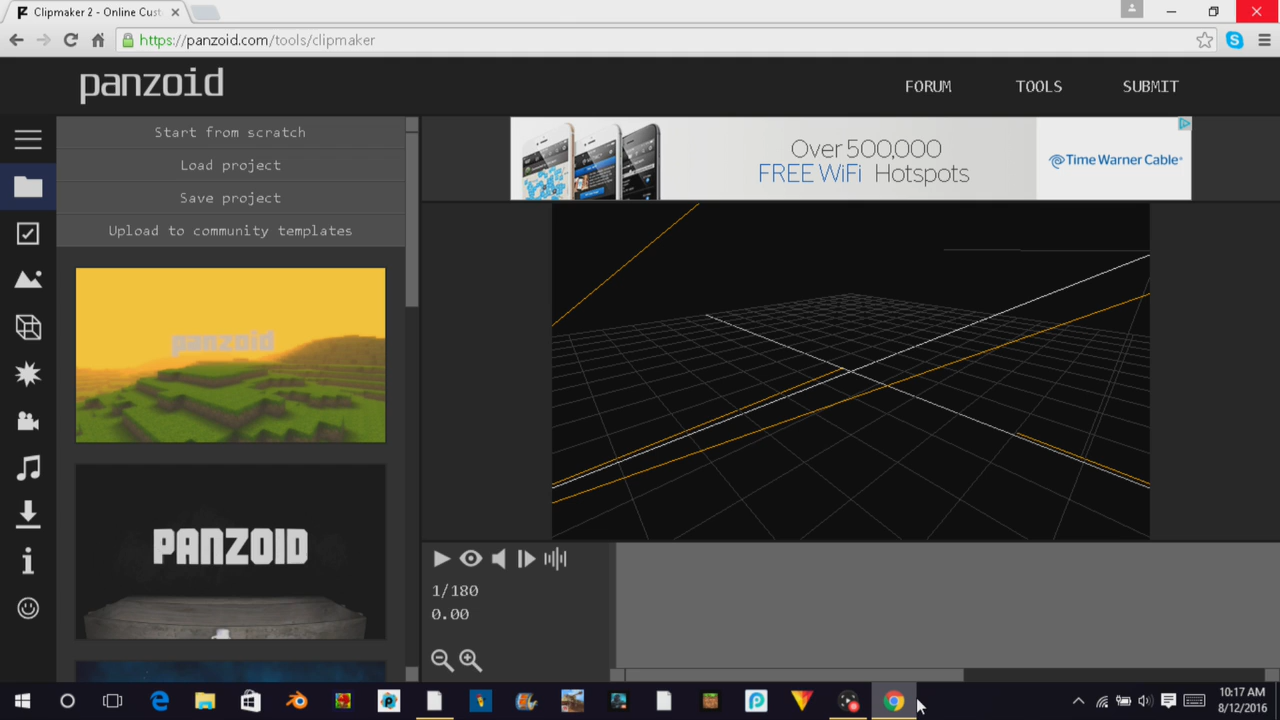 Clipmaker 2 - Online Cust
https://panzoid.com/tools/clipmaker
panzoid
FORUM
TOOLS
SUBMIT
Start from scratch
Load project
Save project
Upload to community templates
Over 500,000
FREE WiFi Hotspots
Time Warner Cable
panzoid
PANZOID
1/180
0.00
10:17 AM
8/12/2016